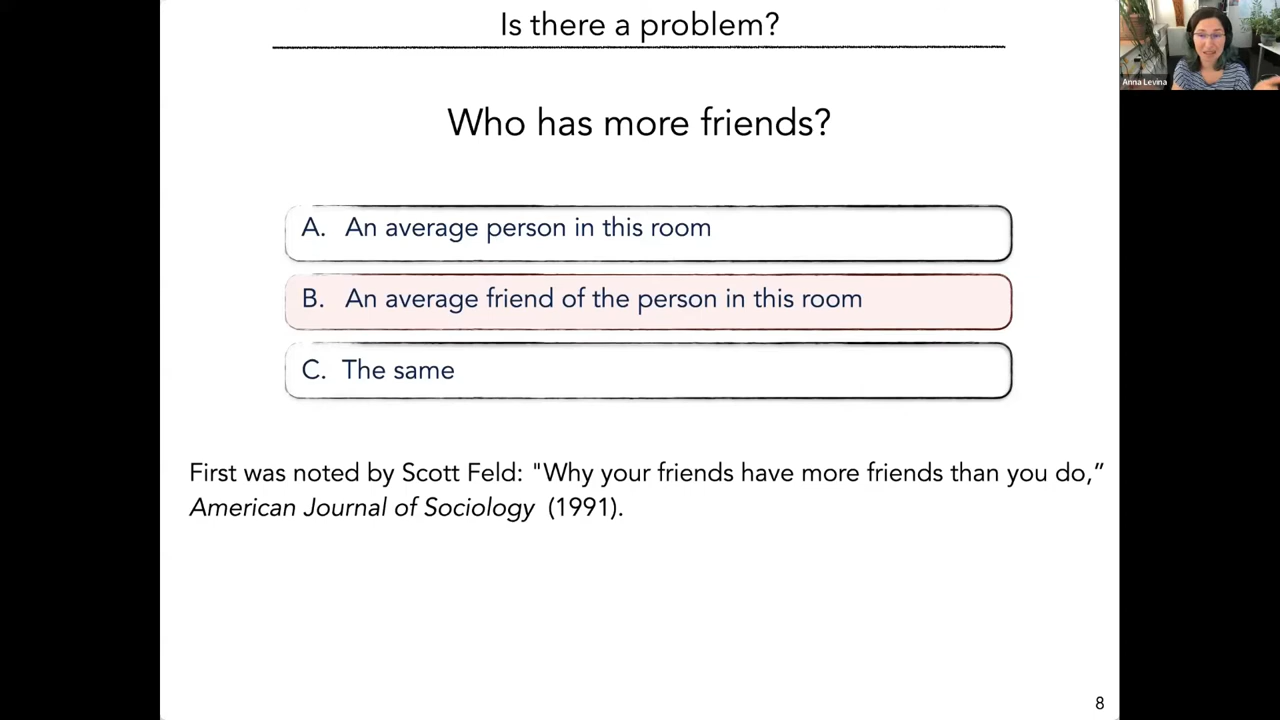 Is there a problem?
Anna Levina
Who has more friends?
A. An average person in this room
B. An average friend of the person in this room
C. The same
First was noted by Scott Feld: "Why your friends have more friends than you do,”
American Journal of Sociology (1991).
8